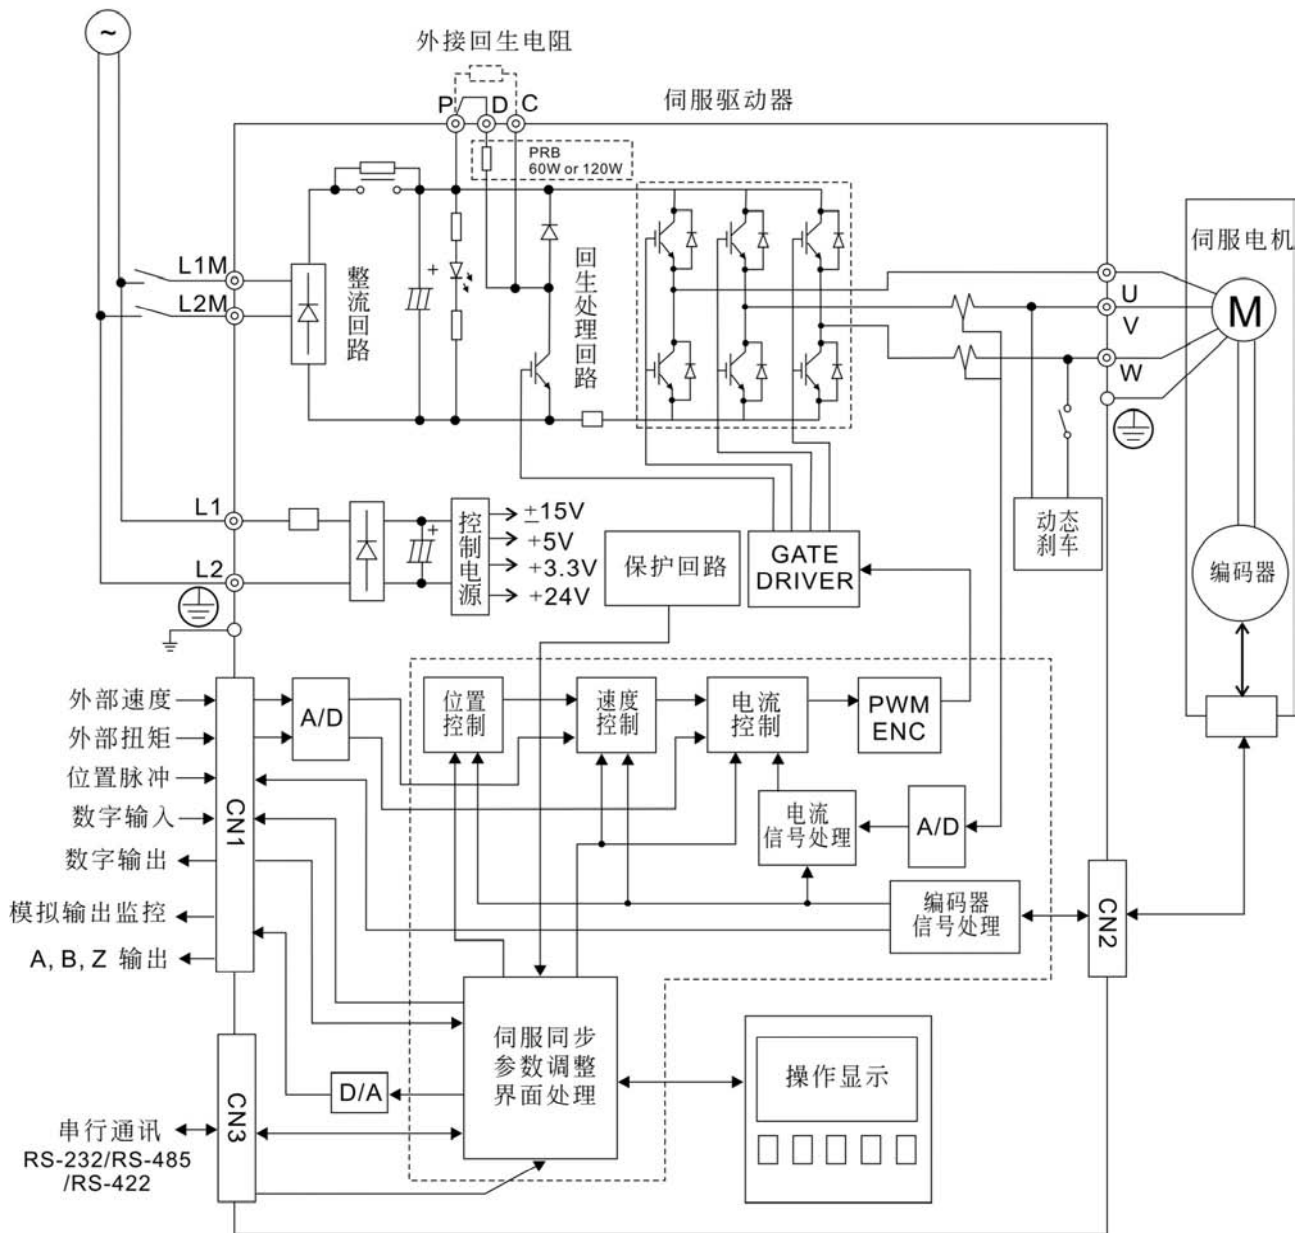 ~
外接回生电阻
P D C
伺服驱动器
PRB
60W or 120W
伺服电机
L1M
L2M
整流回路
+
回生处理回路
U
V
W
M
L1
L2
+
控制电源
±15V
+5V
+3.3V
+24V
保护回路
GATE
DRIVER
动态
刹车
编码器
外部速度
外部扭矩
位置脉冲
数字输入
数字输出
模拟输出监控
A, B, Z 输出
CN1
A/D
位置
控制
速度
控制
电流
控制
PWM
ENC
电流
信号处理
A/D
编码器
信号处理
CN2
伺服同步
参数调整
界面处理
D/A
操作显示
CN3
串行通讯
RS-232/RS-485
/RS-422